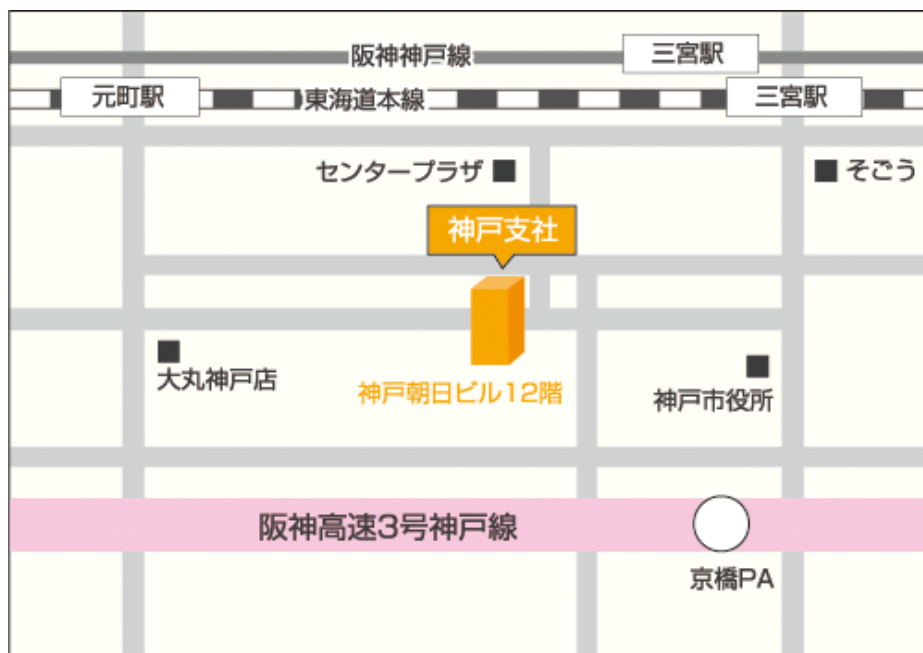 阪神神戸線
三宮駅
元町駅
東海道本線
三宮駅
センタープラザ
そごう
神戸支社
大丸神戸店
神戸朝日ビル12階
神戸市役所
阪神高速3号神戸線
京橋PA